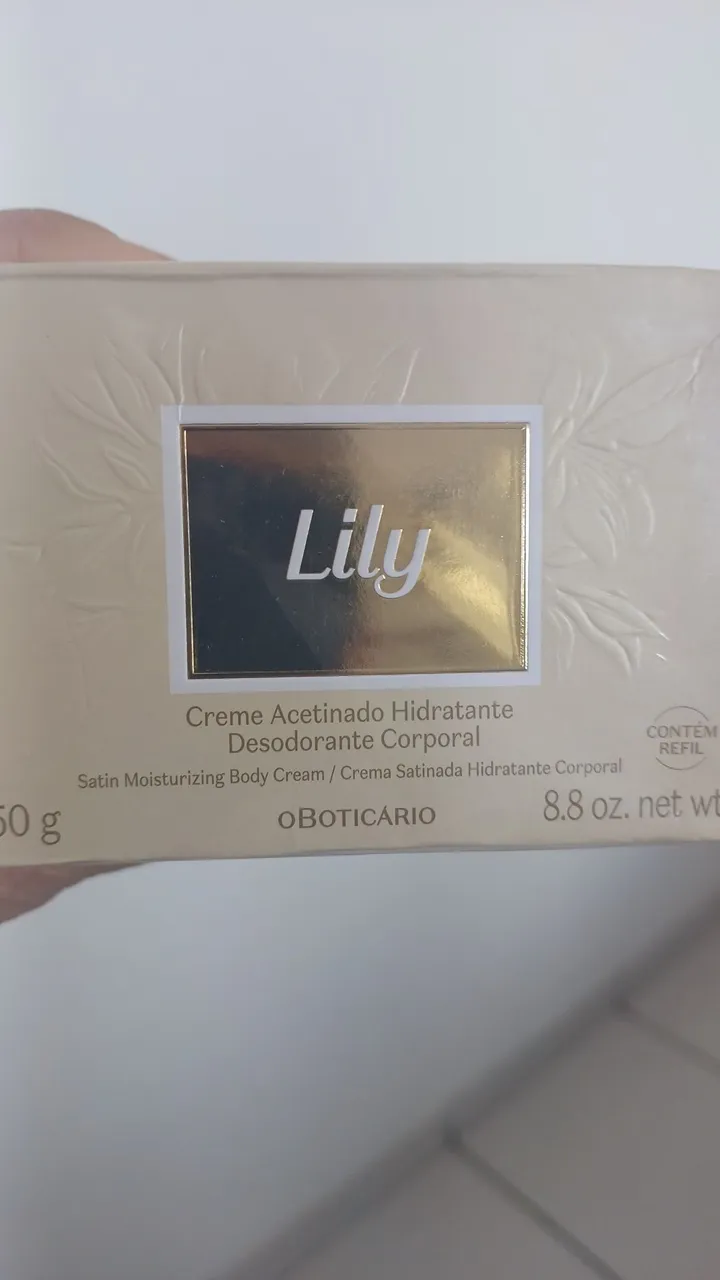 Lily
Creme Acetinado Hidratante
Desodorante Corporal
Satin Moisturizing Body Cream / Crema Satinada Hidratante Corporal
CONTÉM
REFIL
50 g
oBOTICÁRIO
8.8 oz. net wt